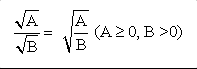 √A/√B = √(A/B) (A ≥ 0, B >0)